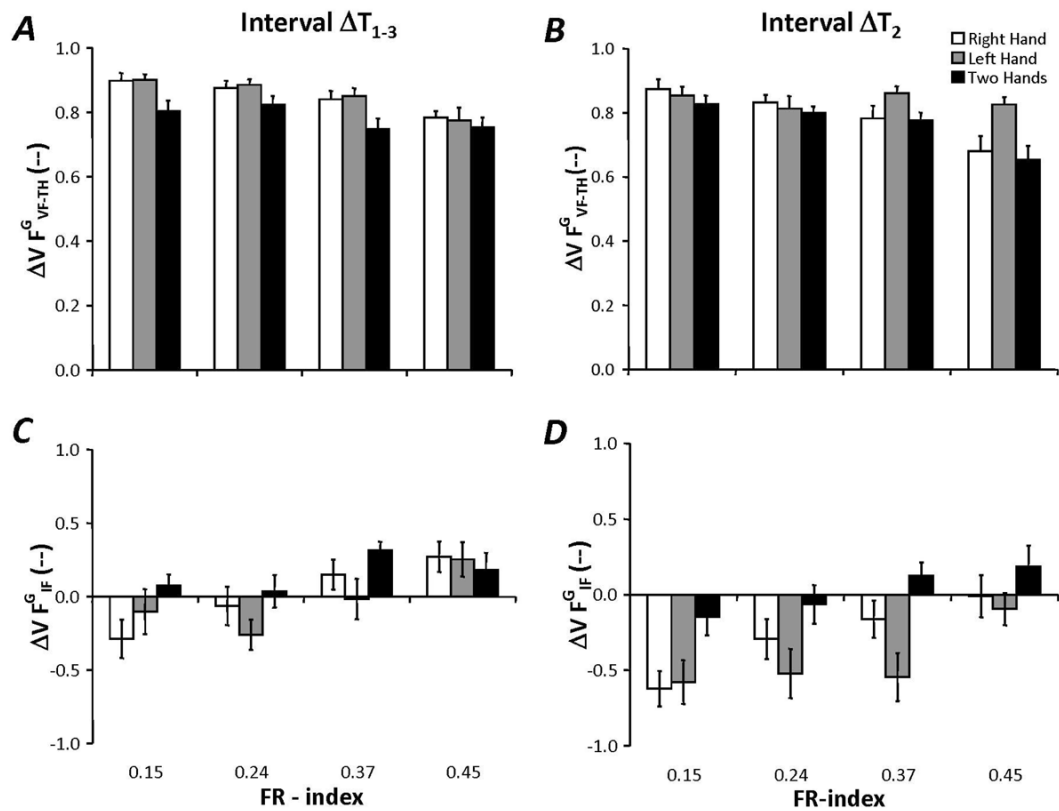 A
Interval ΔT1-3
1.0
0.8
0.6
0.4
0.2
0.0
ΔV F^G_VF-TH (--)
B
Interval ΔT2
Right Hand
Left Hand
Two Hands
1.0
0.8
0.6
0.4
0.2
0.0
ΔV F^G_VF-TH (--)
C
1.0
0.5
0.0
-0.5
-1.0
ΔV F^G_IF (--)
0.15 0.24 0.37 0.45
FR - index
D
1.0
0.5
0.0
-0.5
-1.0
ΔV F^G_IF (--)
0.15 0.24 0.37 0.45
FR-index